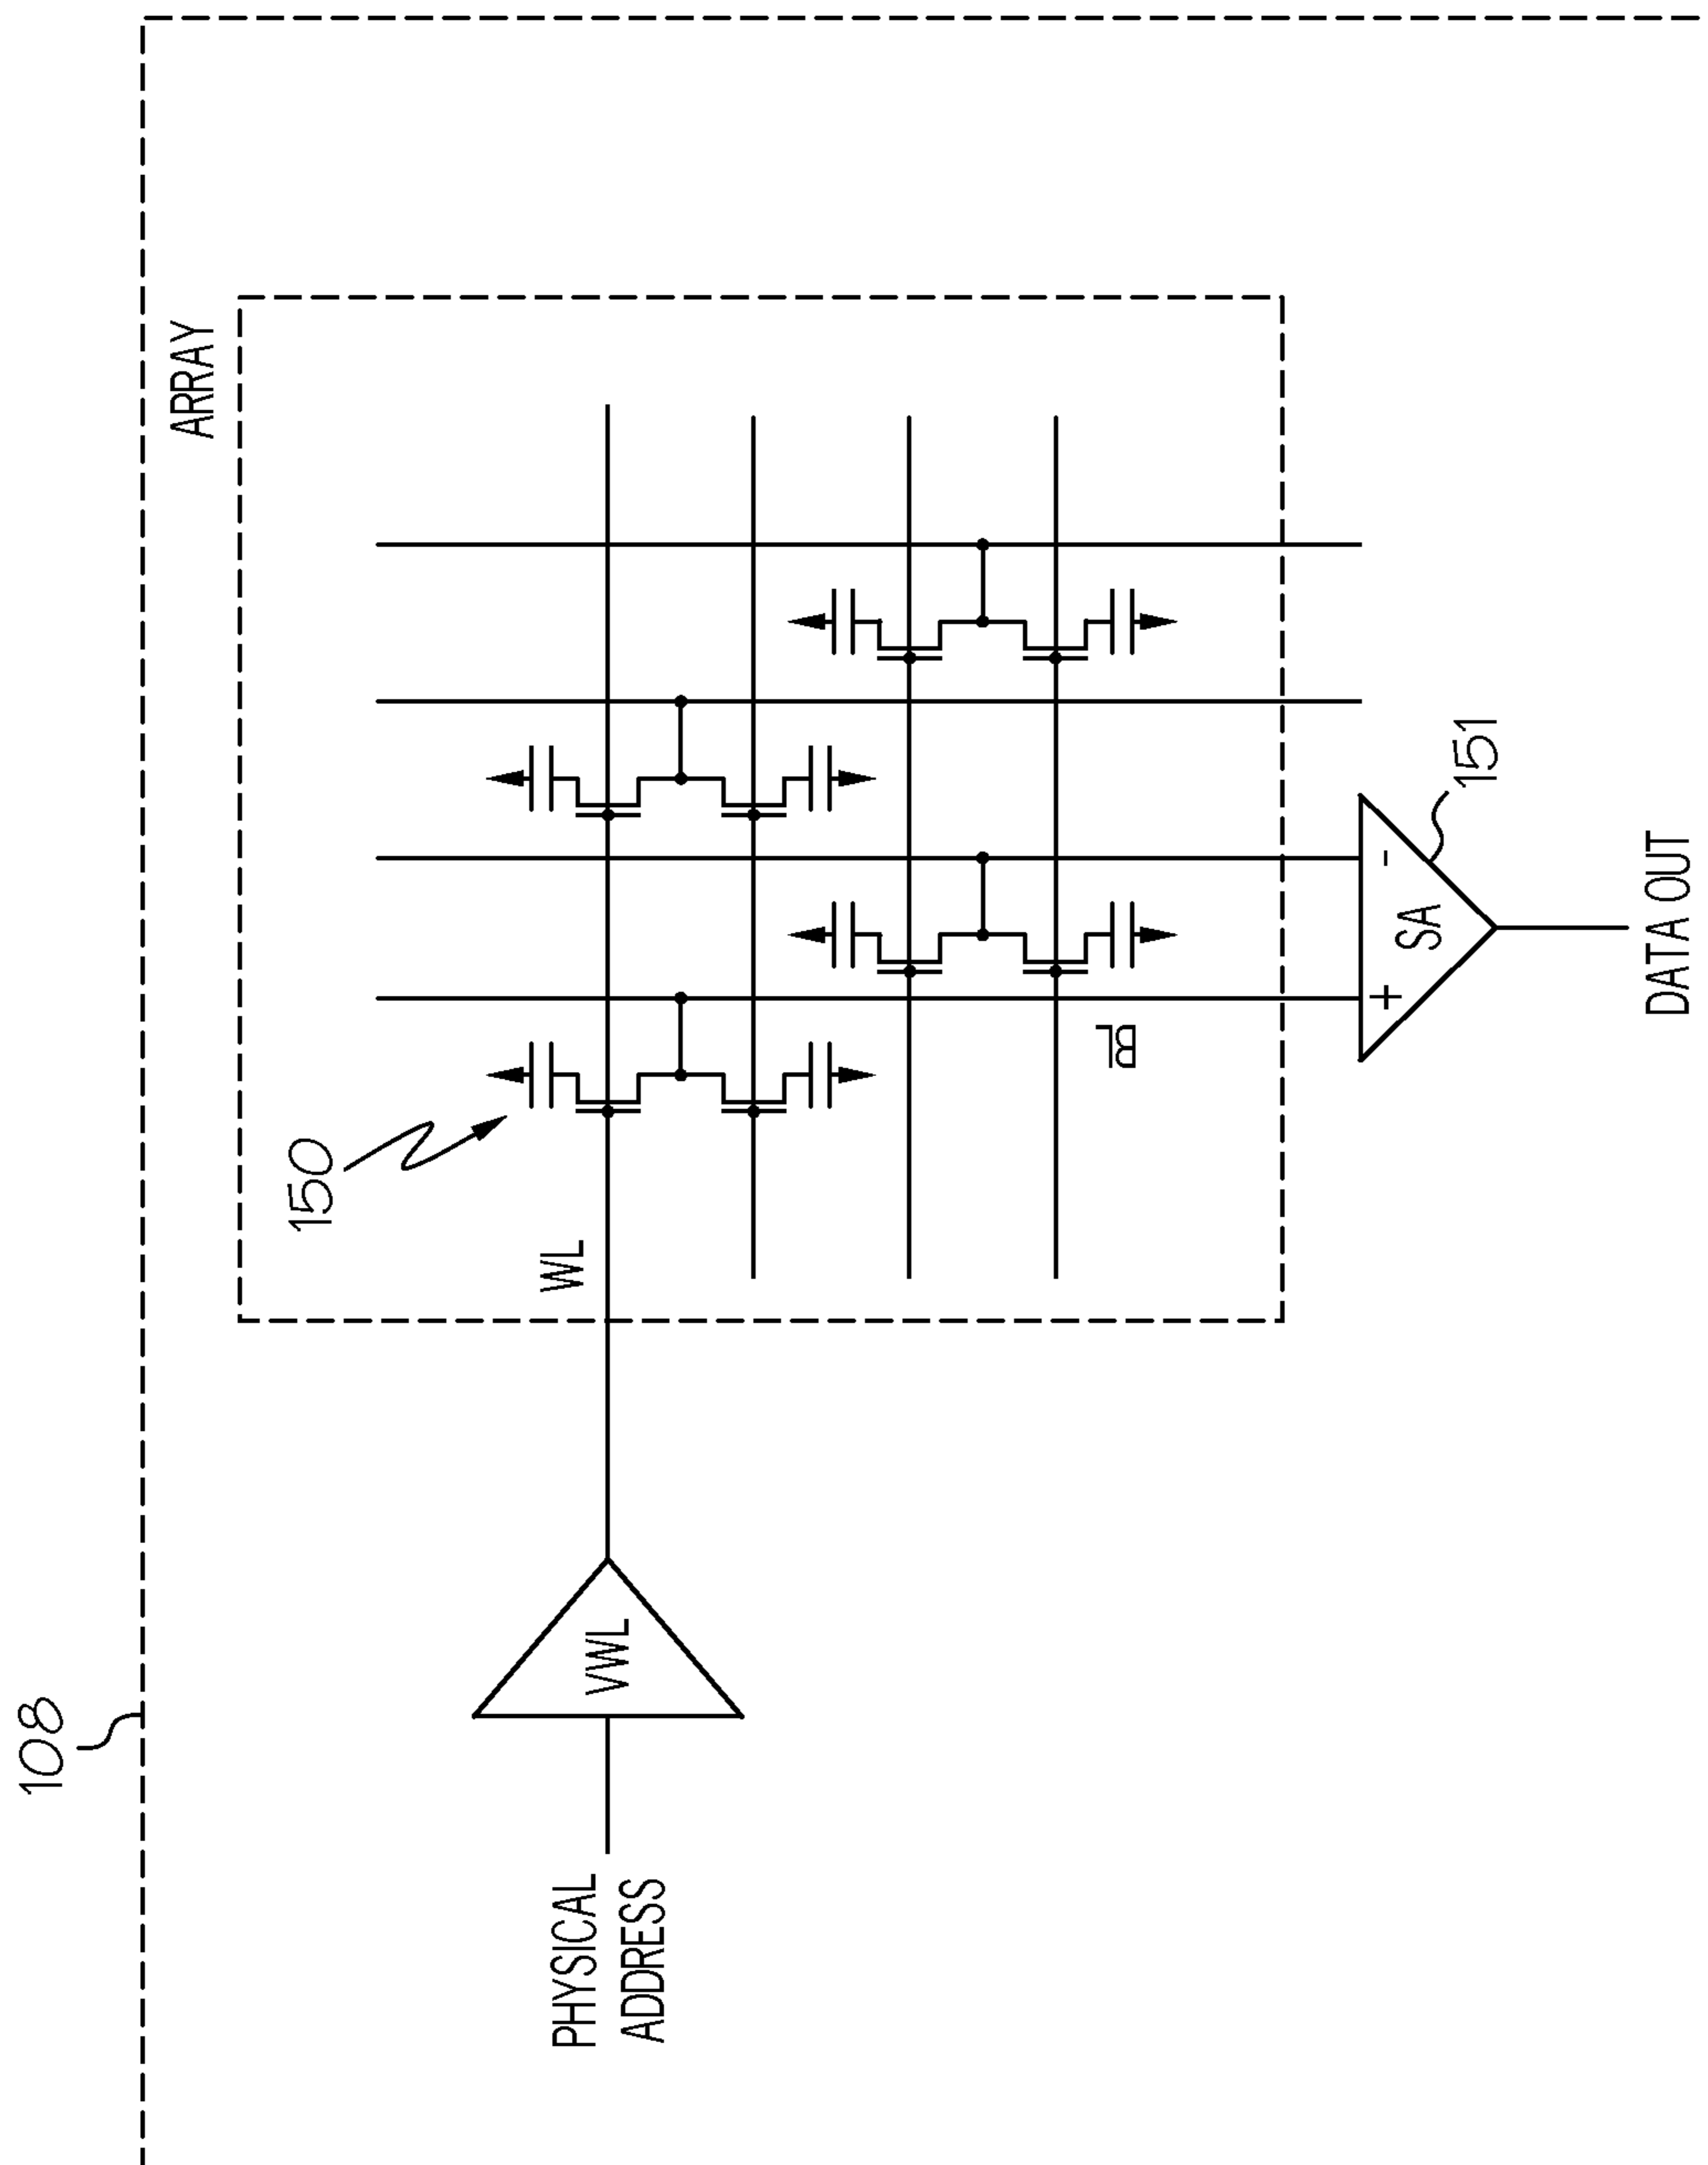 108
ARRAY
150
WL
VWL
PHYSICAL
ADDRESS
BL
+
-
SA
151
DATA OUT